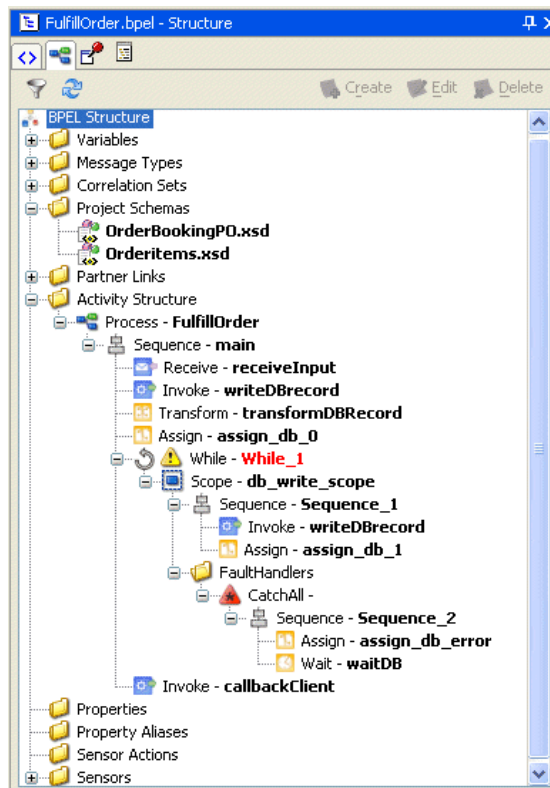 FulfillOrder.bpel - Structure
Create Edit Delete
BPEL Structure
Variables
Message Types
Correlation Sets
Project Schemas
OrderBookingPO.xsd
Orderitems.xsd
Partner Links
Activity Structure
Process - FulfillOrder
Sequence - main
Receive - receiveInput
Invoke - writeDBrecord
Transform - transformDBRecord
Assign - assign_db_0
While - While_1
Scope - db_write_scope
Sequence - Sequence_1
Invoke - writeDBrecord
Assign - assign_db_1
FaultHandlers
CatchAll -
Sequence - Sequence_2
Assign - assign_db_error
Wait - waitDB
Invoke - callbackClient
Properties
Property Aliases
Sensor Actions
Sensors